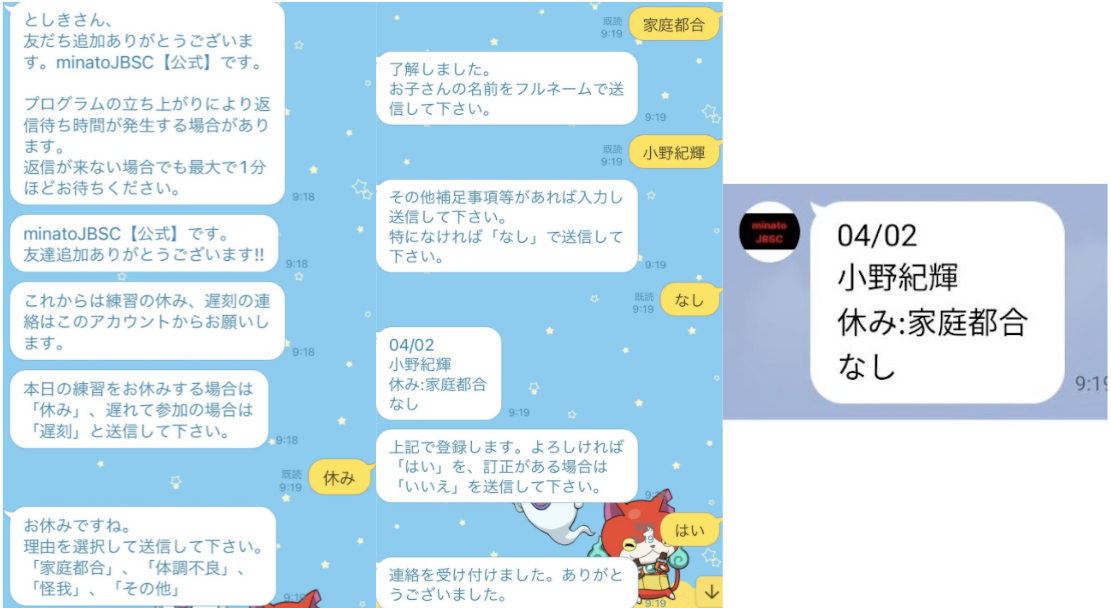 としきさん、
友だち追加ありがとうございま
す。minatoJBSC【公式】です。
プログラムの立ち上がりにより返
信待ち時間が発生する場合があり
ます。
返信が来ない場合でも最大で1分
ほどお待ちください。
9:18
minatoJBSC【公式】です。
友達追加ありがとうございます!!
9:18
これからは練習の休み、遅刻の連
絡はこのアカウントからお願いし
ます。
9:18
本日の練習をお休みする場合は
「休み」、遅れて参加の場合は
「遅刻」と送信して下さい。
9:18
既読
9:19
休み
お休みですね。
理由を選択して送信して下さい。
「家庭都合」、「体調不良」、
「怪我」、「その他」
9:19
既読
9:19
家庭都合
了解しました。
お子さんの名前をフルネームで送
信して下さい。
9:19
既読
9:19
小野紀輝
その他補足事項等があれば入力し
送信して下さい。
特になければ「なし」で送信して
下さい。
9:19
既読
9:19
なし
04/02
小野紀輝
休み:家庭都合
なし
9:19
上記で登録します。よろしければ
「はい」を、訂正がある場合は
「いいえ」を送信して下さい。
9:19
はい
連絡を受け付けました。ありがと
うございました。
9:19
minato
JBSC
04/02
小野紀輝
休み:家庭都合
なし
9:19